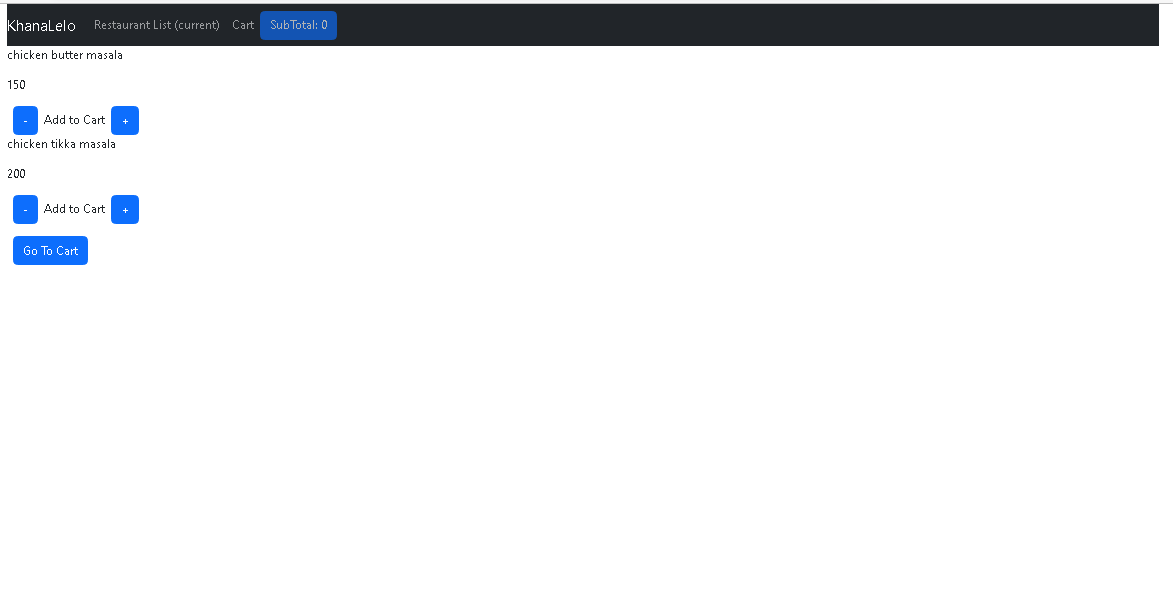 KhanaLelo Restaurant List (current) Cart SubTotal: 0
chicken butter masala
150
- Add to Cart +
chicken tikka masala
200
- Add to Cart +
Go To Cart